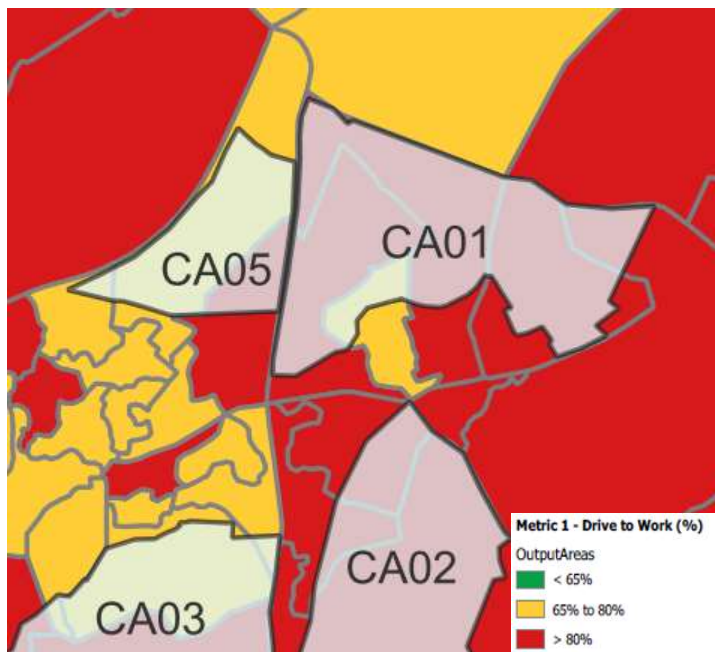 CA01
CA05
CA02
CA03
Metric 1 - Drive to Work (%)
OutputAreas
< 65%
65% to 80%
> 80%